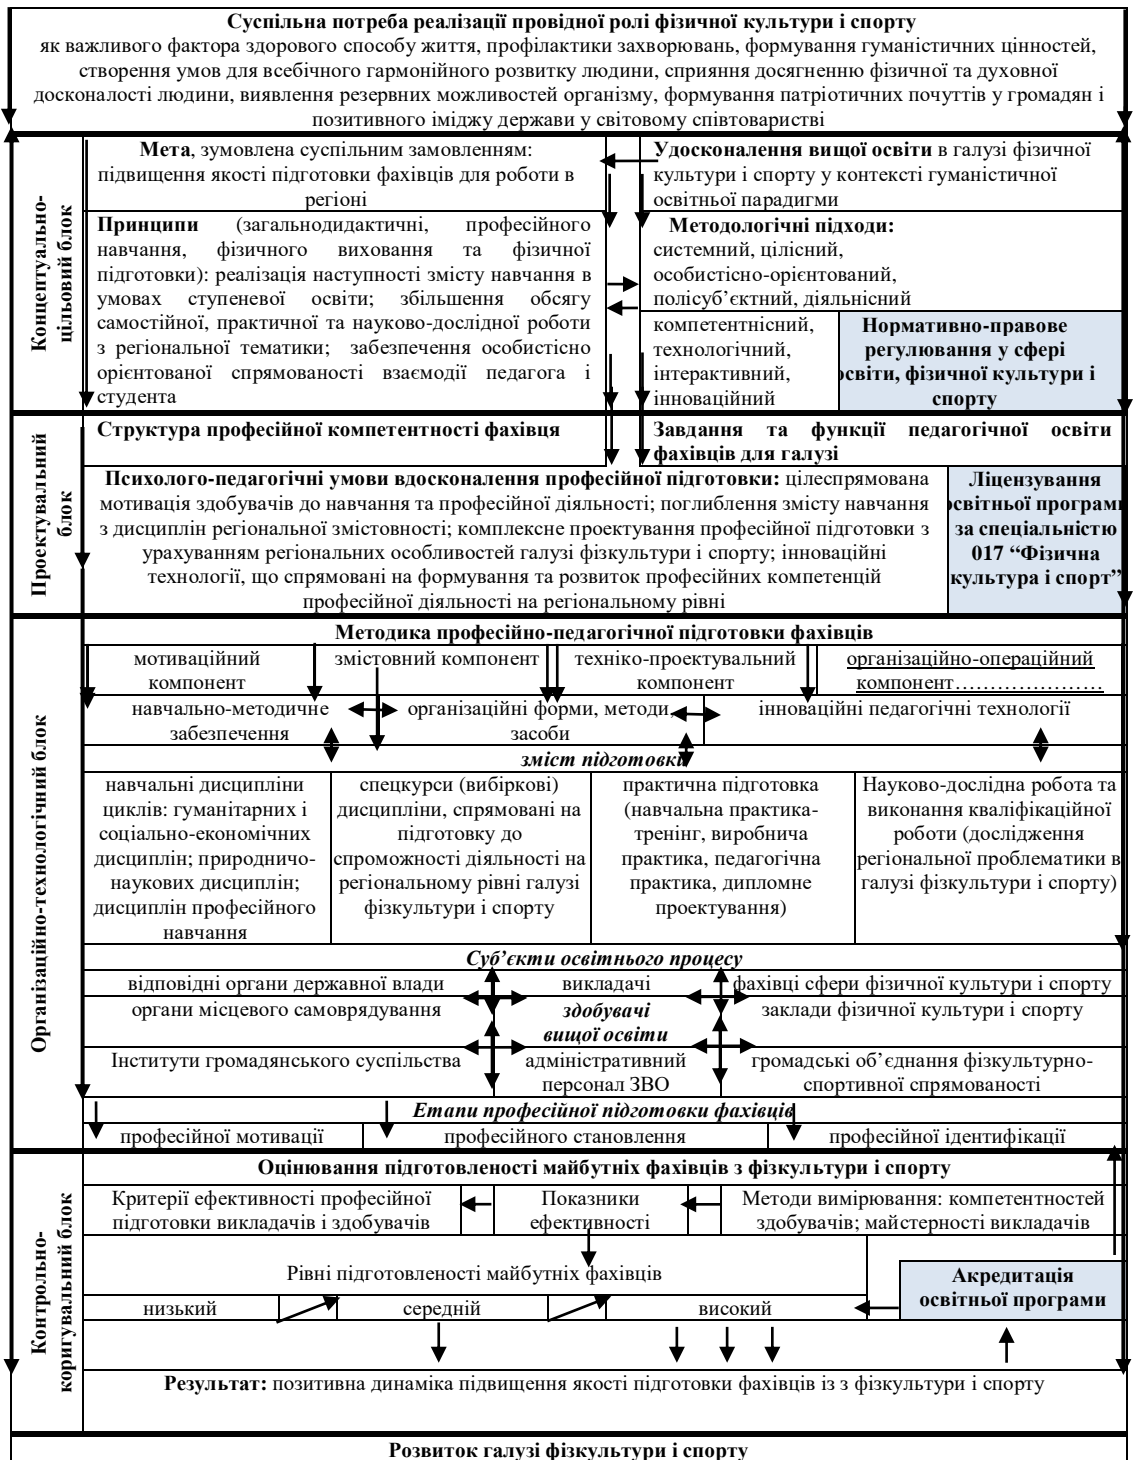 Суспільна потреба реалізації провідної ролі фізичної культури і спорту
як важливого фактора здорового способу життя, профілактики захворювань, формування гуманістичних цінностей,
створення умов для всебічного гармонійного розвитку людини, сприяння досягненню фізичної та духовної
досконалості людини, виявлення резервних можливостей організму, формування патріотичних почуттів у громадян і
позитивного іміджу держави у світовому співтоваристві
Концептуально-
цільовий блок
Мета, зумовлена суспільним замовленням:
підвищення якості підготовки фахівців для роботи в
регіоні
Удосконалення вищої освіти в галузі фізичної
культури і спорту у контексті гуманістичної
освітньої парадигми
Принципи (загальнодидактичні, професійного
навчання, фізичного виховання та фізичної
підготовки): реалізація наступності змісту навчання в
умовах ступеневої освіти; збільшення обсягу
самостійної, практичної та науково-дослідної роботи
з регіональної тематики; забезпечення особистісно
орієнтованої спрямованості взаємодії педагога і
студента
Методологічні підходи:
системний, цілісний,
особистісно-орієнтований,
полісуб’єктний, діяльнісний
компетентнісний,
технологічний,
інтерактивний,
інноваційний
Нормативно-правове
регулювання у сфері
освіти, фізичної культури і
спорту
Проектувальний
блок
Структура професійної компетентності фахівця
Завдання та функції педагогічної освіти
фахівців для галузі
Психолого-педагогічні умови вдосконалення професійної підготовки: цілеспрямована
мотивація здобувачів до навчання та професійної діяльності; поглиблення змісту навчання
з дисциплін регіональної змістовності; комплексне проектування професійної підготовки з
урахуванням регіональних особливостей галузі фізкультури і спорту; інноваційні
технології, що спрямовані на формування та розвиток професійних компетенцій
професійної діяльності на регіональному рівні
Ліцензування
освітньої програми
за спеціальністю
017 “Фізична
культура і спорт”
Організаційно-технологічний блок
Методика професійно-педагогічної підготовки фахівців
мотиваційний
компонент
змістовний компонент
техніко-проектувальний
компонент
організаційно-операційний
компонент…………………
навчально-методичне
забезпечення
організаційні форми, методи,
засоби
інноваційні педагогічні технології
зміст підготовки
навчальні дисципліни
циклів: гуманітарних і
соціально-економічних
дисциплін; природничо-
наукових дисциплін;
дисциплін професійного
навчання
спецкурси (вибіркові)
дисципліни, спрямовані на
підготовку до
спроможності діяльності на
регіональному рівні галузі
фізкультури і спорту
практична підготовка
(навчальна практика-
тренінг, виробнича
практика, педагогічна
практика, дипломне
проектування)
Науково-дослідна робота та
виконання кваліфікаційної
роботи (дослідження
регіональної проблематики в
галузі фізкультури і спорту)
Суб’єкти освітнього процесу
відповідні органи державної влади
викладачі
фахівці сфери фізичної культури і спорту
органи місцевого самоврядування
здобувачі
вищої освіти
заклади фізичної культури і спорту
Інститути громадянського суспільства
адміністративний
персонал ЗВО
громадські об’єднання фізкультурно-
спортивної спрямованості
Етапи професійної підготовки фахівців
професійної мотивації
професійного становлення
професійної ідентифікації
Контрольно-
коригувальний блок
Оцінювання підготовленості майбутніх фахівців з фізкультури і спорту
Критерії ефективності професійної
підготовки викладачів і здобувачів
Показники
ефективності
Методи вимірювання: компетентностей
здобувачів; майстерності викладачів
Рівні підготовленості майбутніх фахівців
низький
середній
високий
Акредитація
освітньої програми
Результат: позитивна динаміка підвищення якості підготовки фахівців із з фізкультури і спорту
Розвиток галузі фізкультури і спорту